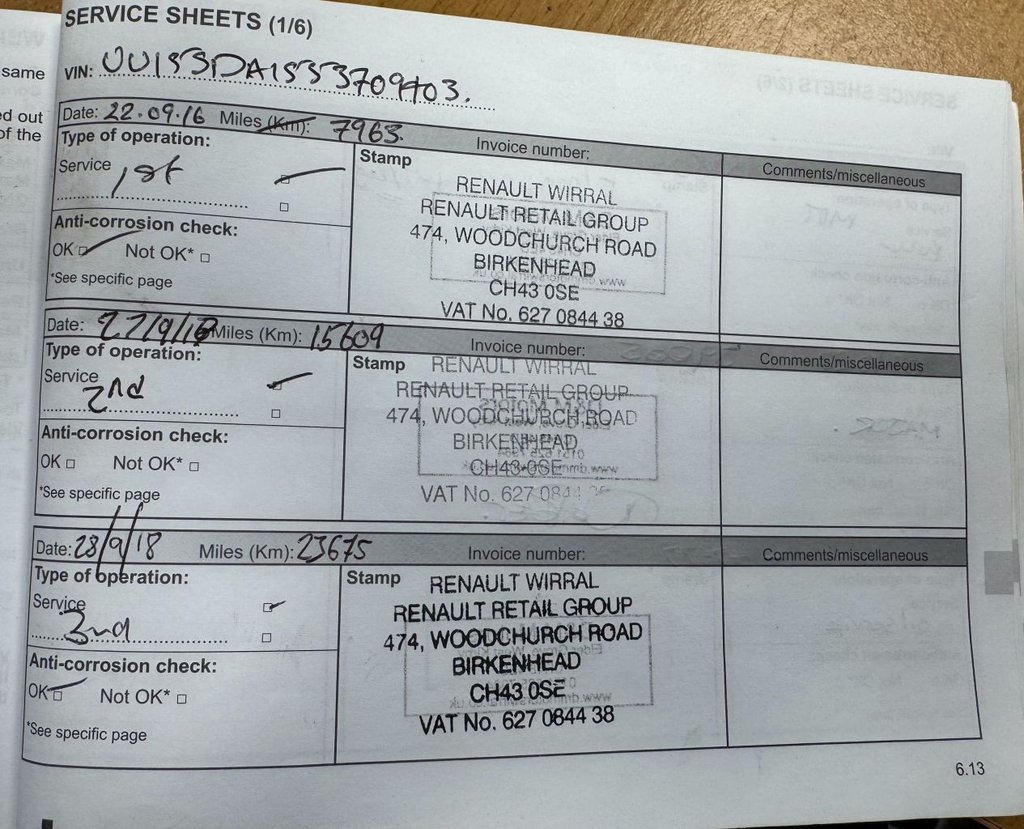 SERVICE SHEETS (1/6)
same
VIN: UU1SSDA1SSS3709403.
ed out
of the
Date: 22.09.16 Miles (Km): 7963
Invoice number:
Comments/miscellaneous
Type of operation:
Stamp
Service 1st
Anti-corrosion check:
OK Not OK*
*See specific page
RENAULT WIRRAL
RENAULT RETAIL GROUP
474, WOODCHURCH ROAD
BIRKENHEAD
CH43 0SE
VAT No. 627 0844 38
Date: 27/9/17 Miles (Km): 15609
Invoice number:
Comments/miscellaneous
Type of operation:
Stamp
Service 2nd
Anti-corrosion check:
OK Not OK*
*See specific page
RENAULT WIRRAL
RENAULT RETAIL GROUP
474, WOODCHURCH ROAD
BIRKENHEAD
CH43 0SE
VAT No. 627 0844 38
Date: 28/9/18 Miles (Km): 23675
Invoice number:
Comments/miscellaneous
Type of operation:
Stamp
Service 3rd
Anti-corrosion check:
OK Not OK*
*See specific page
RENAULT WIRRAL
RENAULT RETAIL GROUP
474, WOODCHURCH ROAD
BIRKENHEAD
CH43 0SE
VAT No. 627 0844 38
6.13